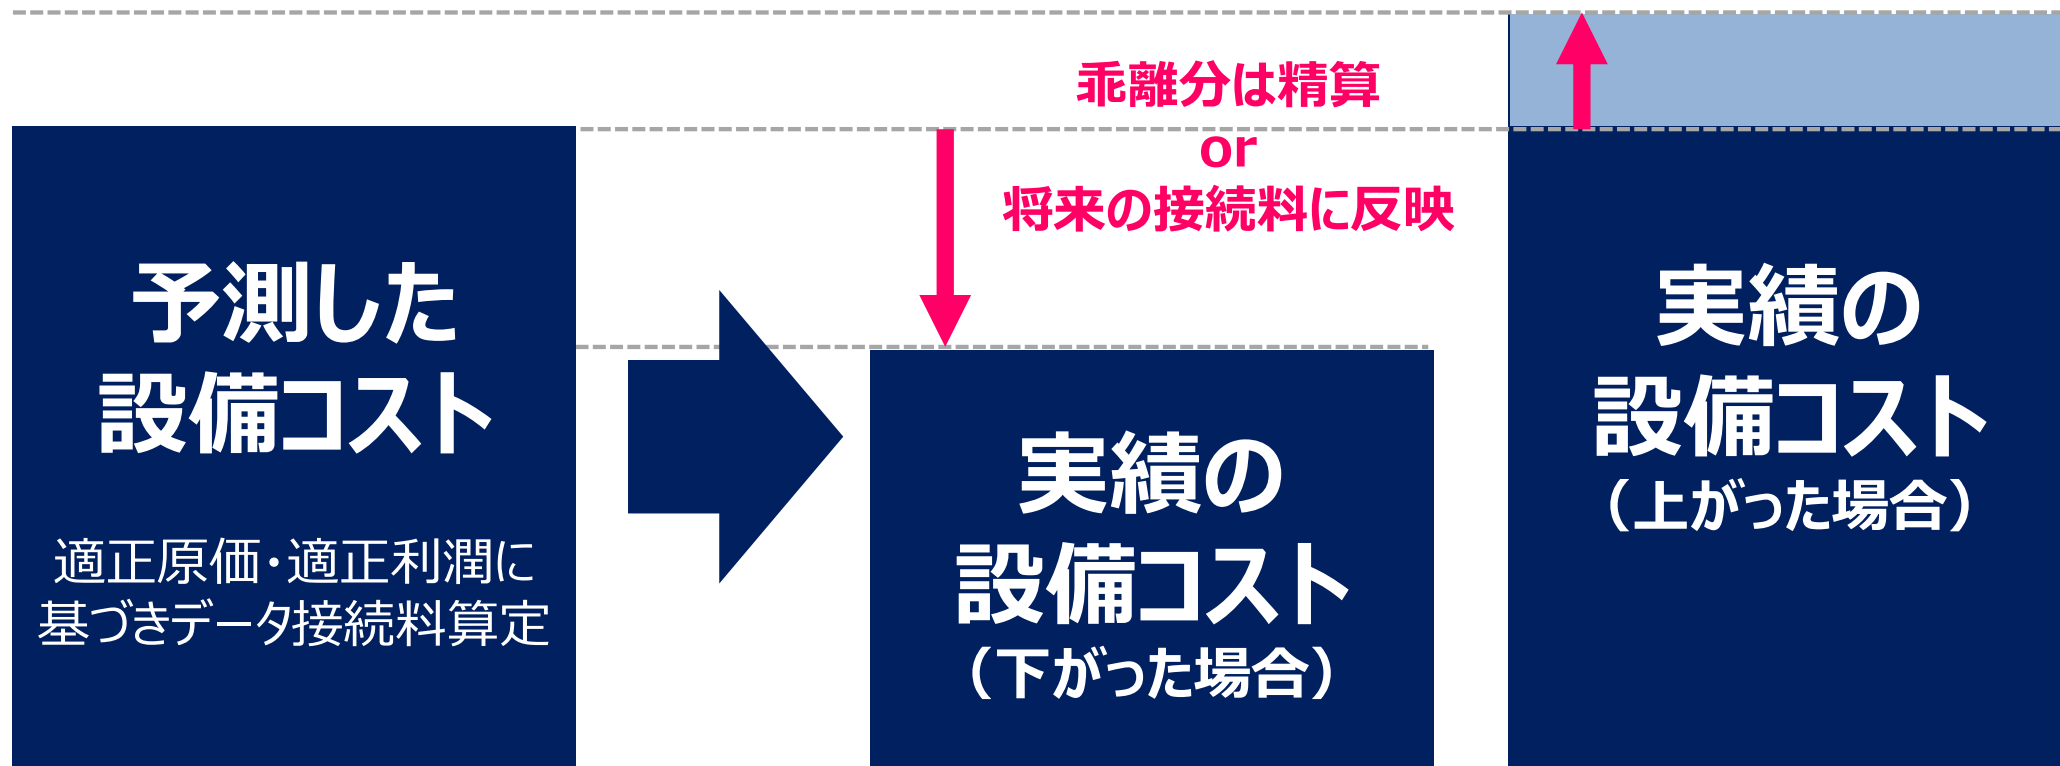 予測した
設備コスト
適正原価・適正利潤に
基づきデータ接続料算定
乖離分は精算
or
将来の接続料に反映
実績の
設備コスト
（下がった場合）
実績の
設備コスト
（上がった場合）